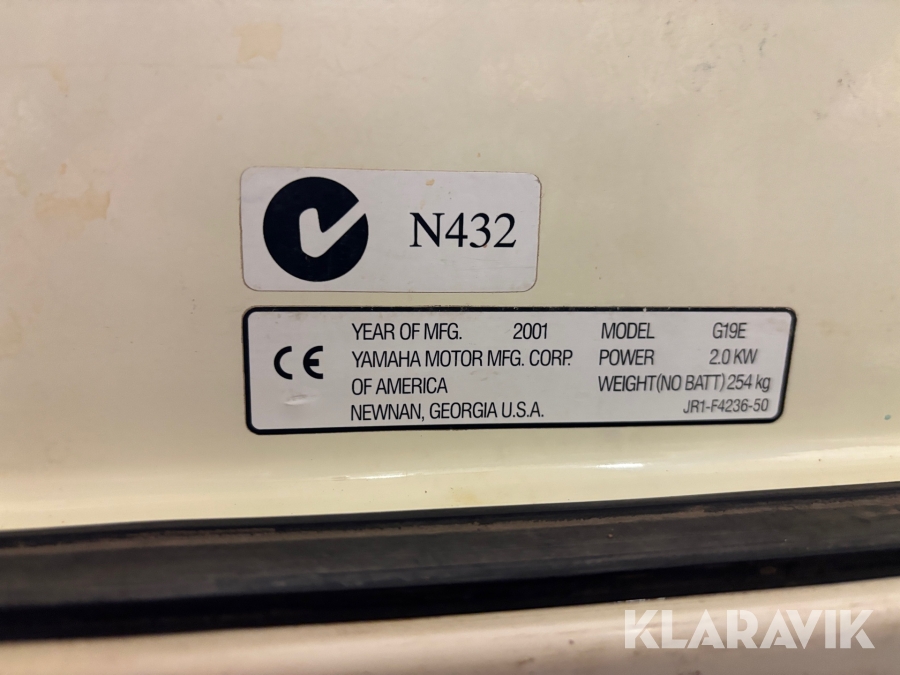 N432
CE
YEAR OF MFG. 2001 MODEL G19E
YAMAHA MOTOR MFG. CORP. POWER 2.0 KW
OF AMERICA WEIGHT(NO BATT) 254 kg
NEWNAN, GEORGIA U.S.A. JR1-F4236-50
KLARAVIK